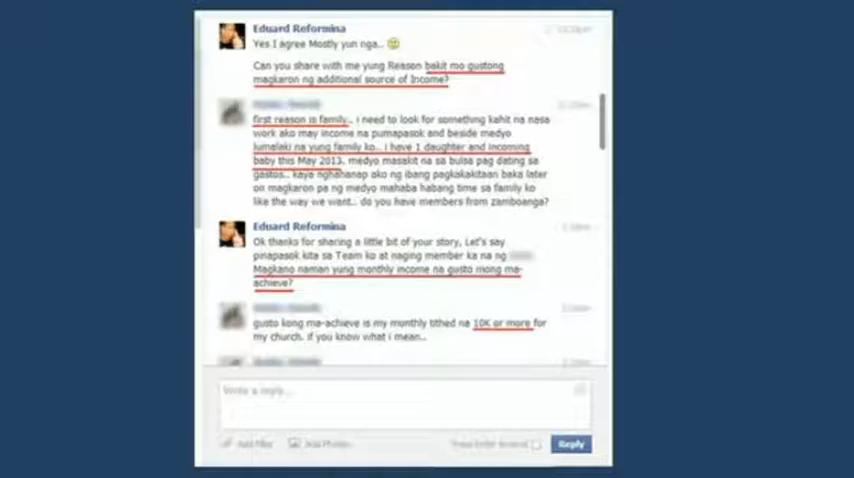 Eduard Reformina
Yes I agree Mostly yun nga..
Can you share with me yung Reason bakit mo gustong
magkaron ng additional source of Income?
first reason is family.. i need to look for something kahit na nasa
work ako may income na pumapasok and beside medyo
lumalaki na yung family ko.. i have 1 daughter and incoming
baby this May 2013. medyo masakit na sa bulsa pag dating sa
gastos.. kaya nghahanap ako ng ibang pagkakakitaan baka later
on magkaron pa ng medyo mahaba habang time sa family ko
like the way we want.. do you have members from zamboanga?
Eduard Reformina
Ok thanks for sharing a little bit of your story, Let's say
pinapasok kita sa Team ko at naging member ka na ng
Magkano naman yung monthly income na gusto mong ma-
achieve?
gusto kong ma-achieve is my monthly tithed na 10K or more for
my church. if you know what i mean..
Write a reply...
Add Files
Add Photos
Reply